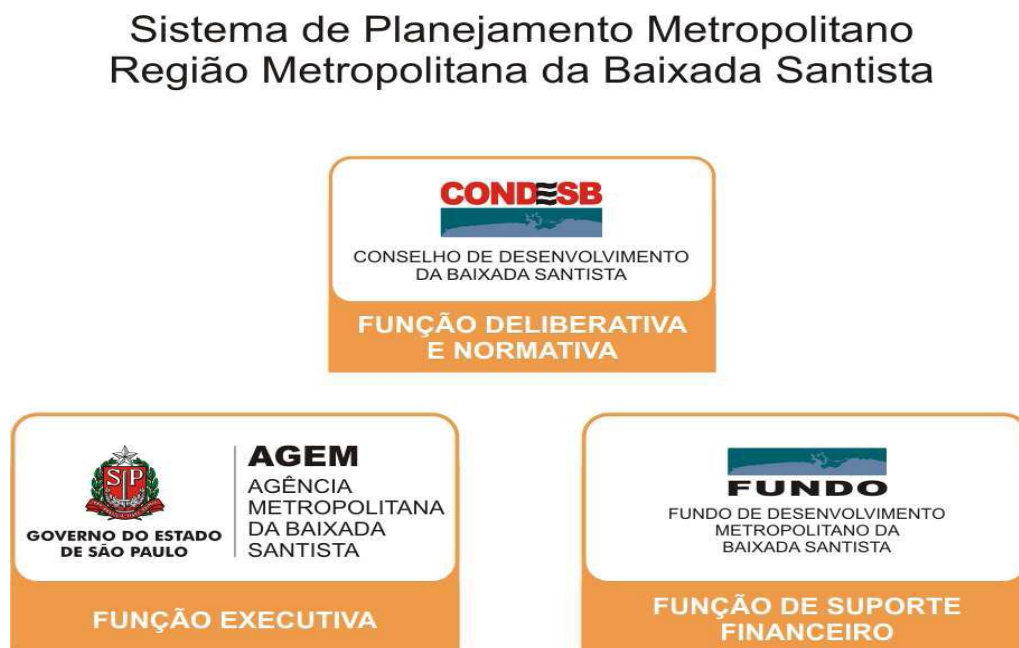 Sistema de Planejamento Metropolitano
Região Metropolitana da Baixada Santista
CONDESB
CONSELHO DE DESENVOLVIMENTO
DA BAIXADA SANTISTA
FUNÇÃO DELIBERATIVA
E NORMATIVA
SP
GOVERNO DO ESTADO
DE SÃO PAULO
AGEM
AGÊNCIA
METROPOLITANA
DA BAIXADA
SANTISTA
FUNÇÃO EXECUTIVA
FUNDO
FUNDO DE DESENVOLVIMENTO
METROPOLITANO DA
BAIXADA SANTISTA
FUNÇÃO DE SUPORTE
FINANCEIRO